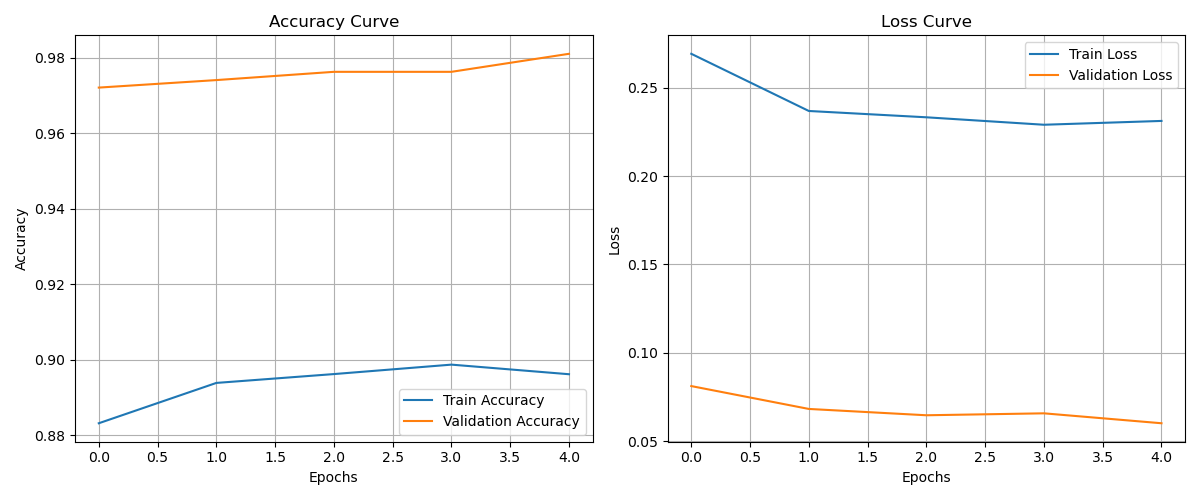 Accuracy Curve
0.98
0.96
0.94
0.92
0.90
0.88
Accuracy
Train Accuracy
Validation Accuracy
0.0 0.5 1.0 1.5 2.0 2.5 3.0 3.5 4.0
Epochs
Loss Curve
Train Loss
Validation Loss
0.25
0.20
0.15
0.10
0.05
Loss
0.0 0.5 1.0 1.5 2.0 2.5 3.0 3.5 4.0
Epochs